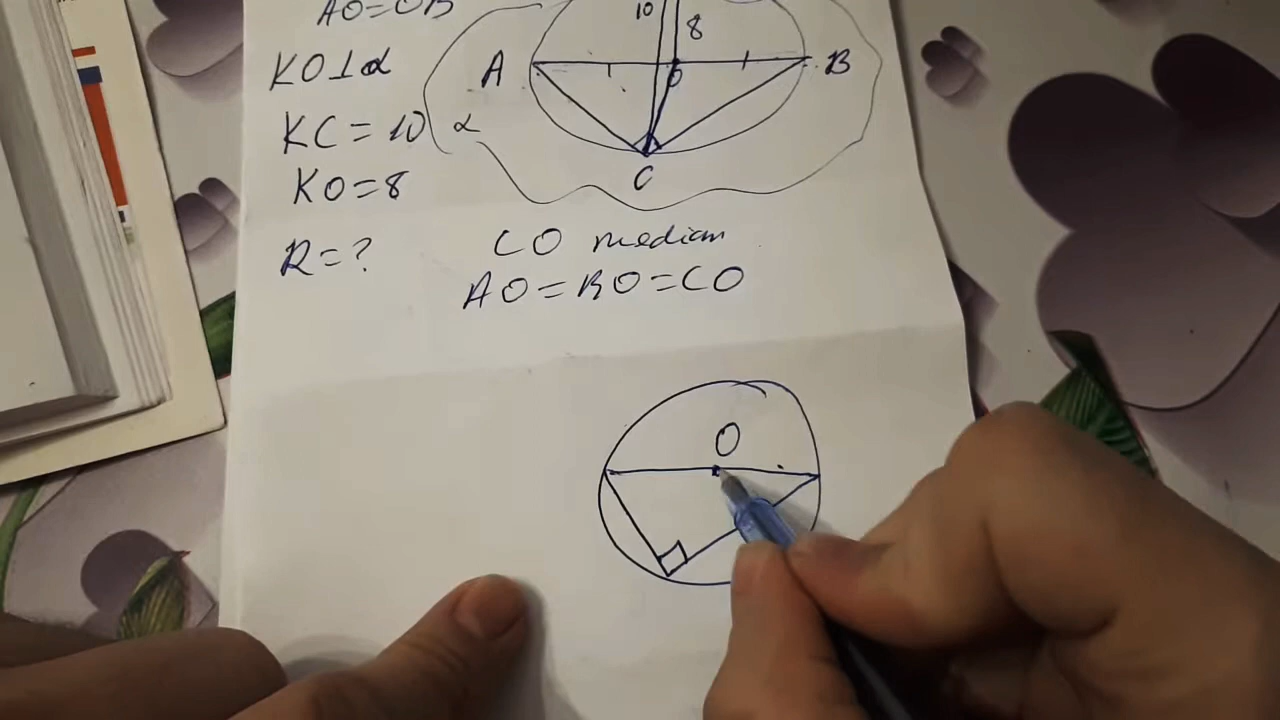 AO=OB
10
8
KO⊥α
A
O
B
KC=10
α
KO=8
C
R=?
CO median
AO=BO=CO
O